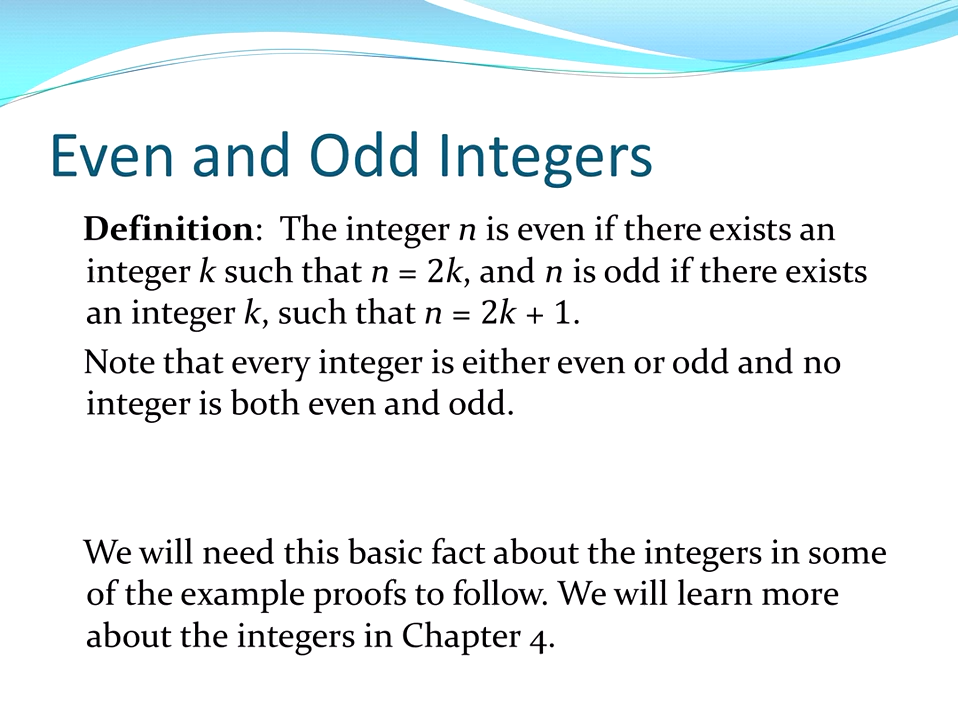 Even and Odd Integers
Definition: The integer n is even if there exists an
integer k such that n = 2k, and n is odd if there exists
an integer k, such that n = 2k + 1.
Note that every integer is either even or odd and no
integer is both even and odd.
We will need this basic fact about the integers in some
of the example proofs to follow. We will learn more
about the integers in Chapter 4.